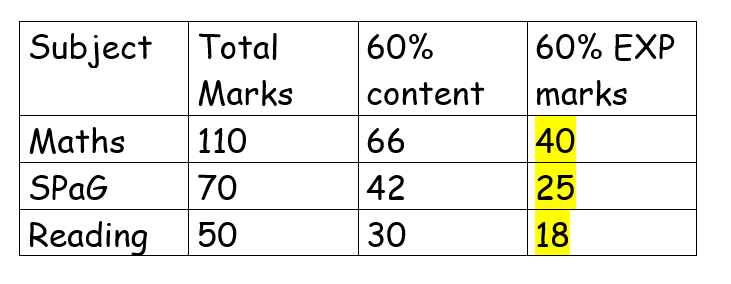 Subject Total Marks 60% content 60% EXP marks
Maths 110 66 40
SPaG 70 42 25
Reading 50 30 18